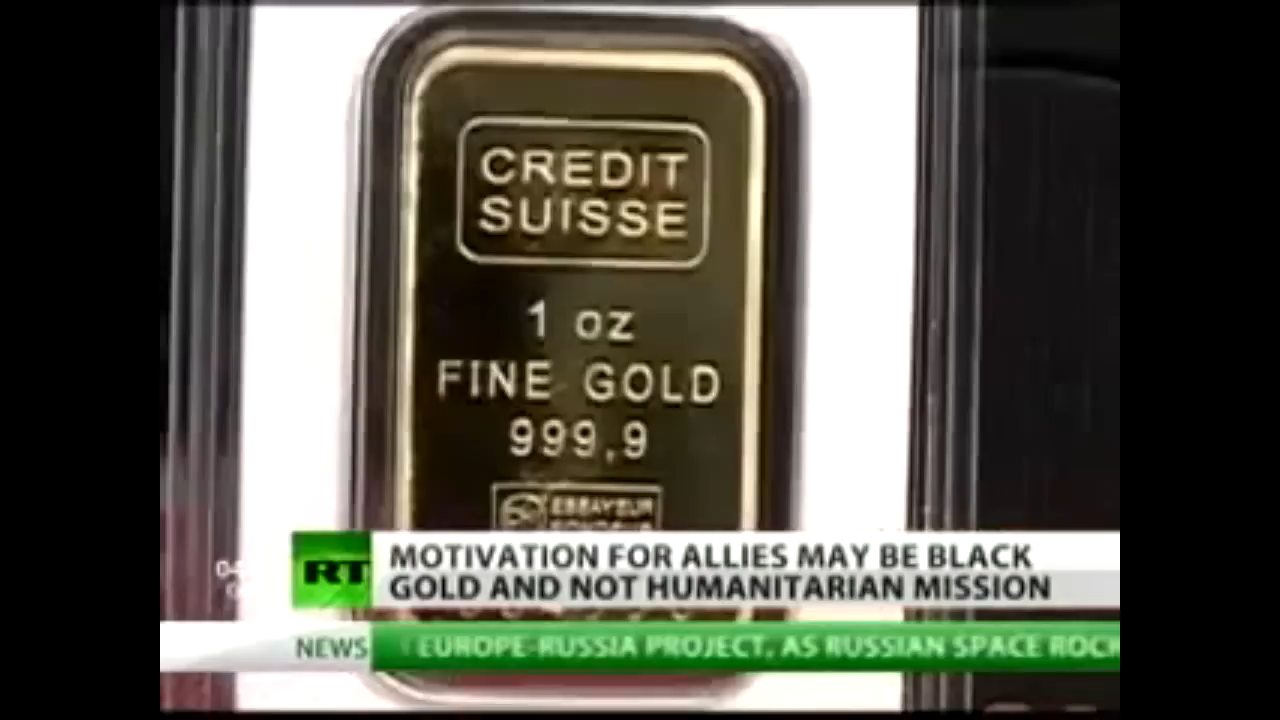 CREDIT
SUISSE
1 oz
FINE GOLD
999,9
ESSAYEUR
RT
MOTIVATION FOR ALLIES MAY BE BLACK
GOLD AND NOT HUMANITARIAN MISSION
NEWS
EUROPE-RUSSIA PROJECT, AS RUSSIAN SPACE ROCK